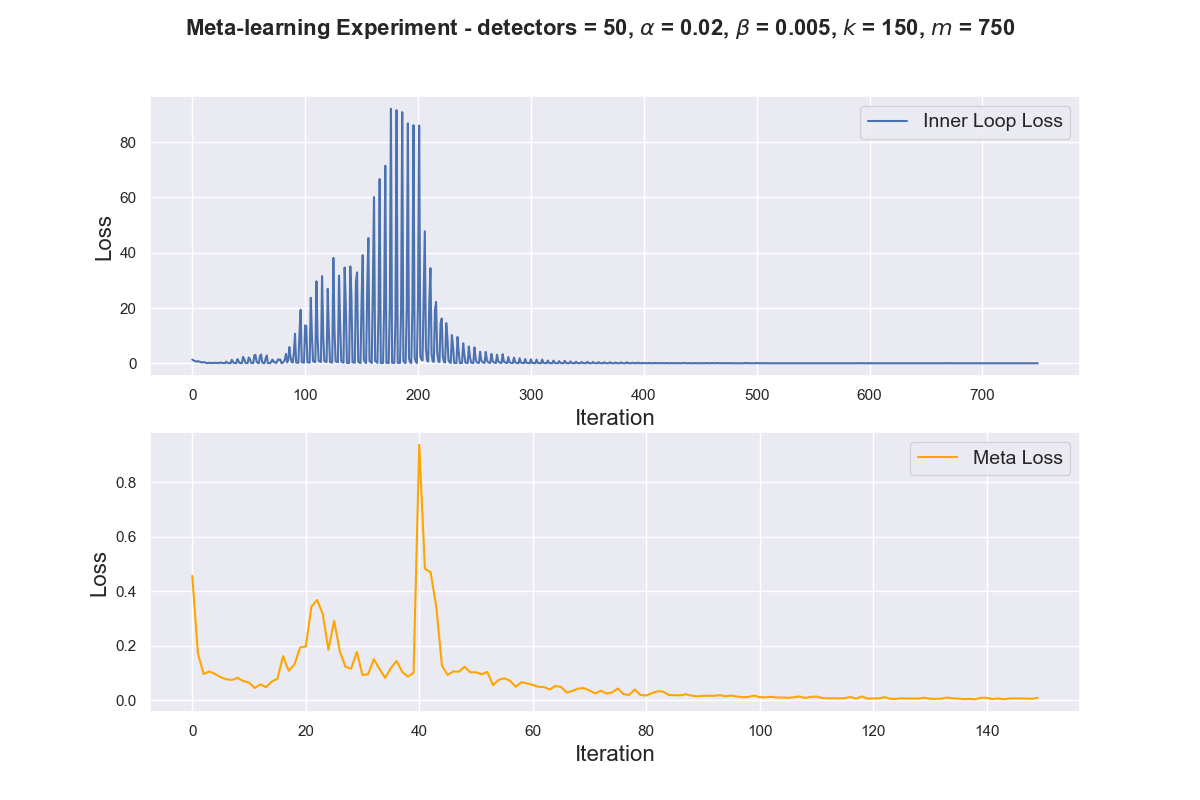 Meta-learning Experiment - detectors = 50, α = 0.02, β = 0.005, k = 150, m = 750
Inner Loop Loss
Loss
80
60
40
20
0
0 100 200 300 400 500 600 700
Iteration
Meta Loss
Loss
0.8
0.6
0.4
0.2
0.0
0 20 40 60 80 100 120 140
Iteration